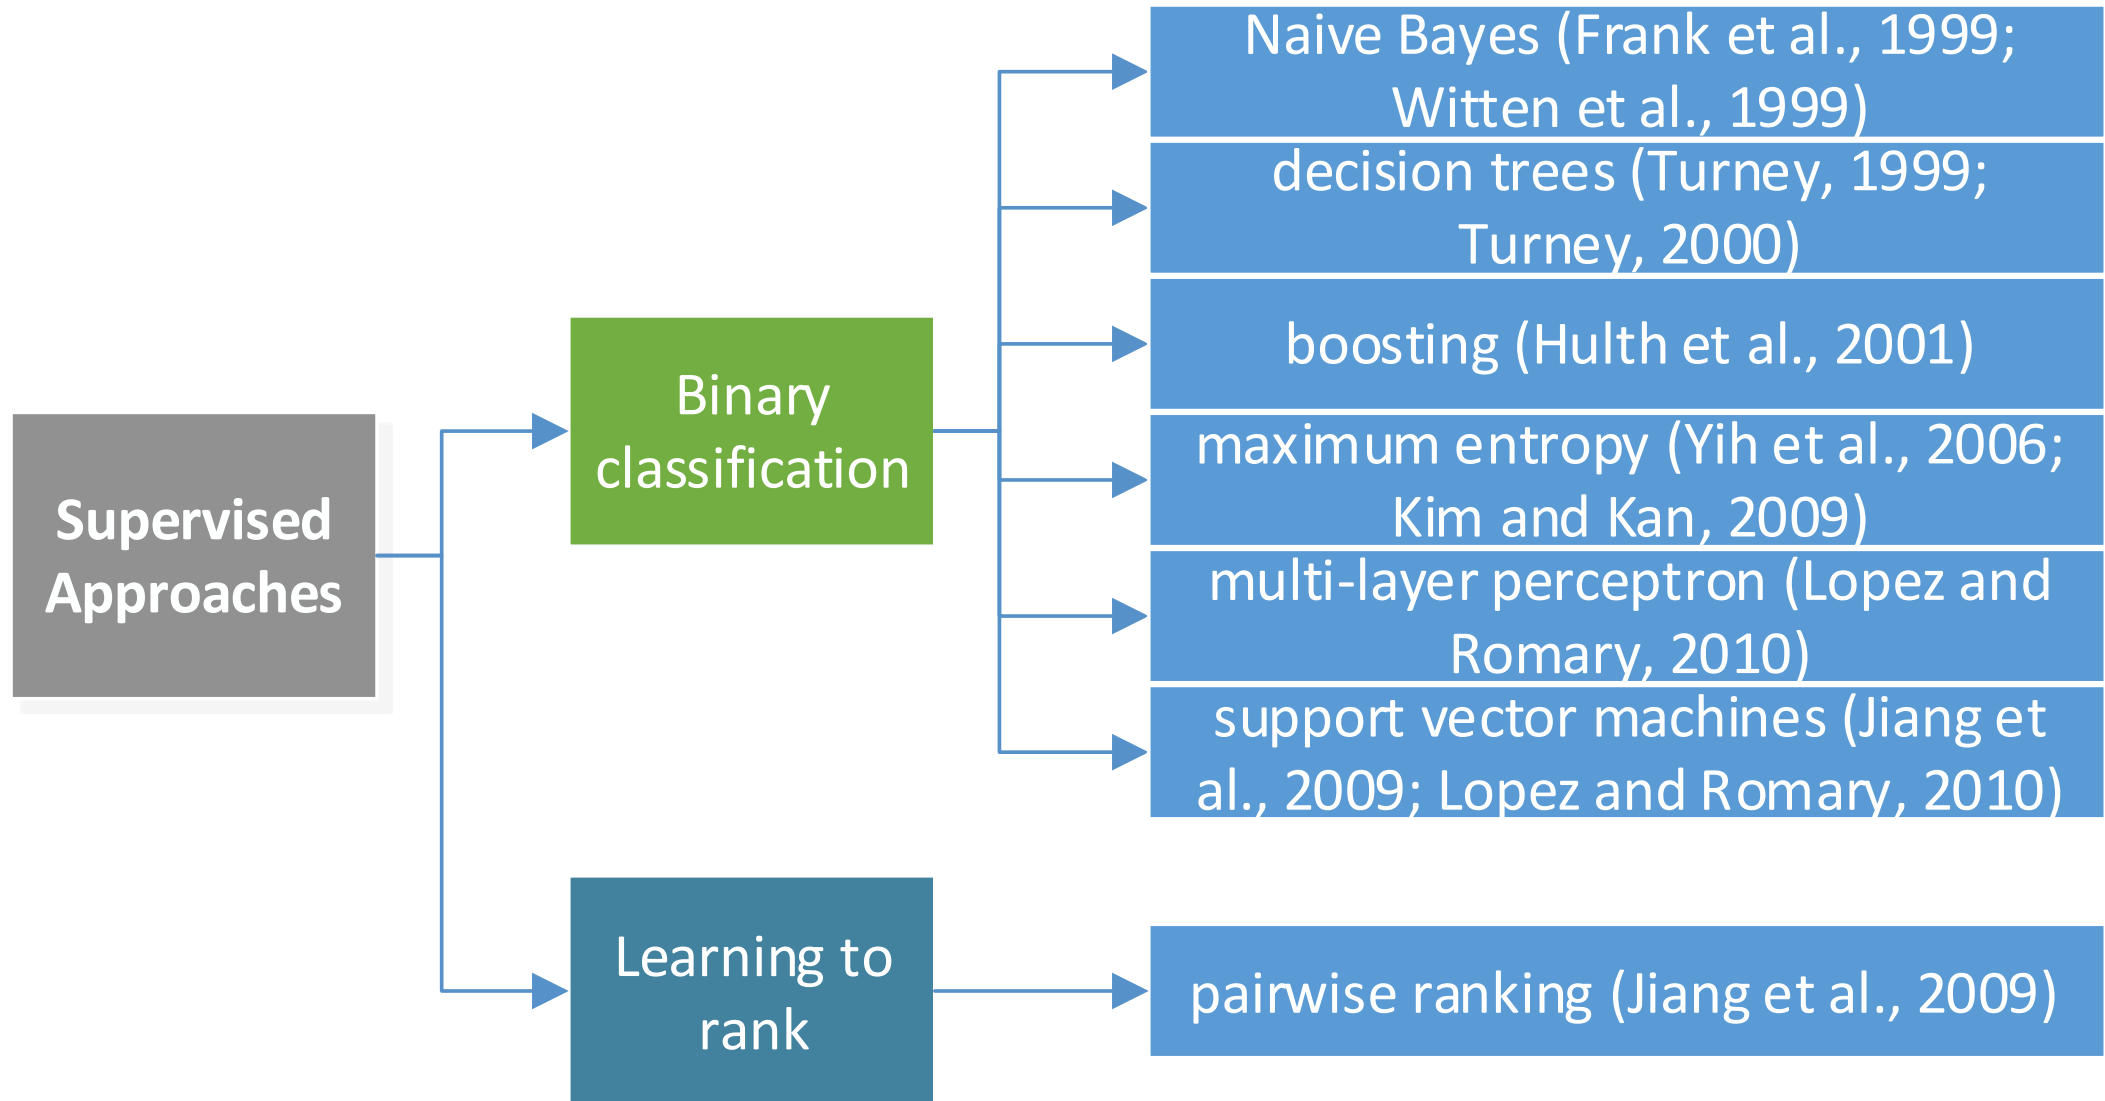 Supervised
Approaches
Binary
classification
Naive Bayes (Frank et al., 1999;
Witten et al., 1999)
decision trees (Turney, 1999;
Turney, 2000)
boosting (Hulth et al., 2001)
maximum entropy (Yih et al., 2006;
Kim and Kan, 2009)
multi-layer perceptron (Lopez and
Romary, 2010)
support vector machines (Jiang et
al., 2009; Lopez and Romary, 2010)
Learning to
rank
pairwise ranking (Jiang et al., 2009)